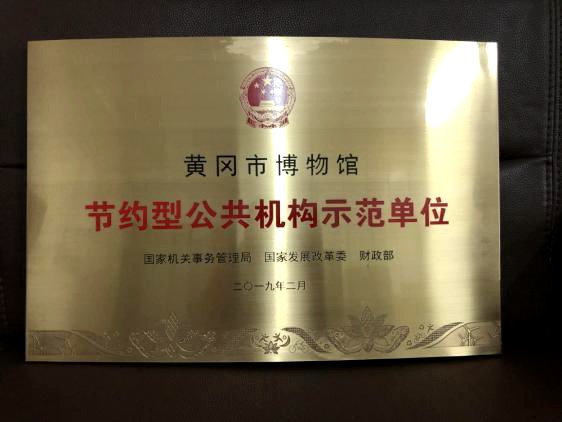 黄冈市博物馆
节约型公共机构示范单位
国家机关事务管理局 国家发展改革委 财政部
二〇一九年二月